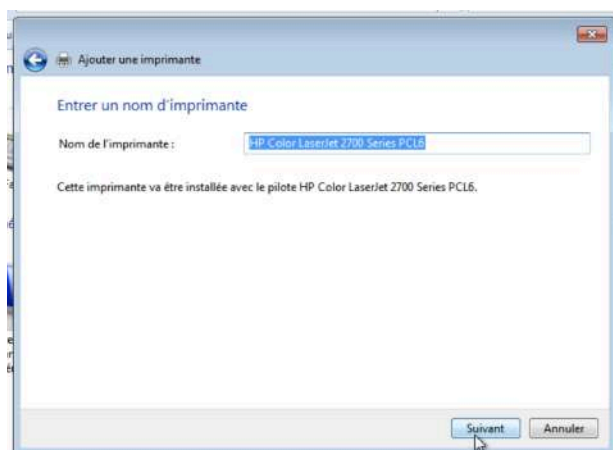 Ajouter une imprimante
Entrer un nom d'imprimante
Nom de l'imprimante :
HP Color LaserJet 2700 Series PCL6
Cette imprimante va être installée avec le pilote HP Color LaserJet 2700 Series PCL6.
Suivant
Annuler